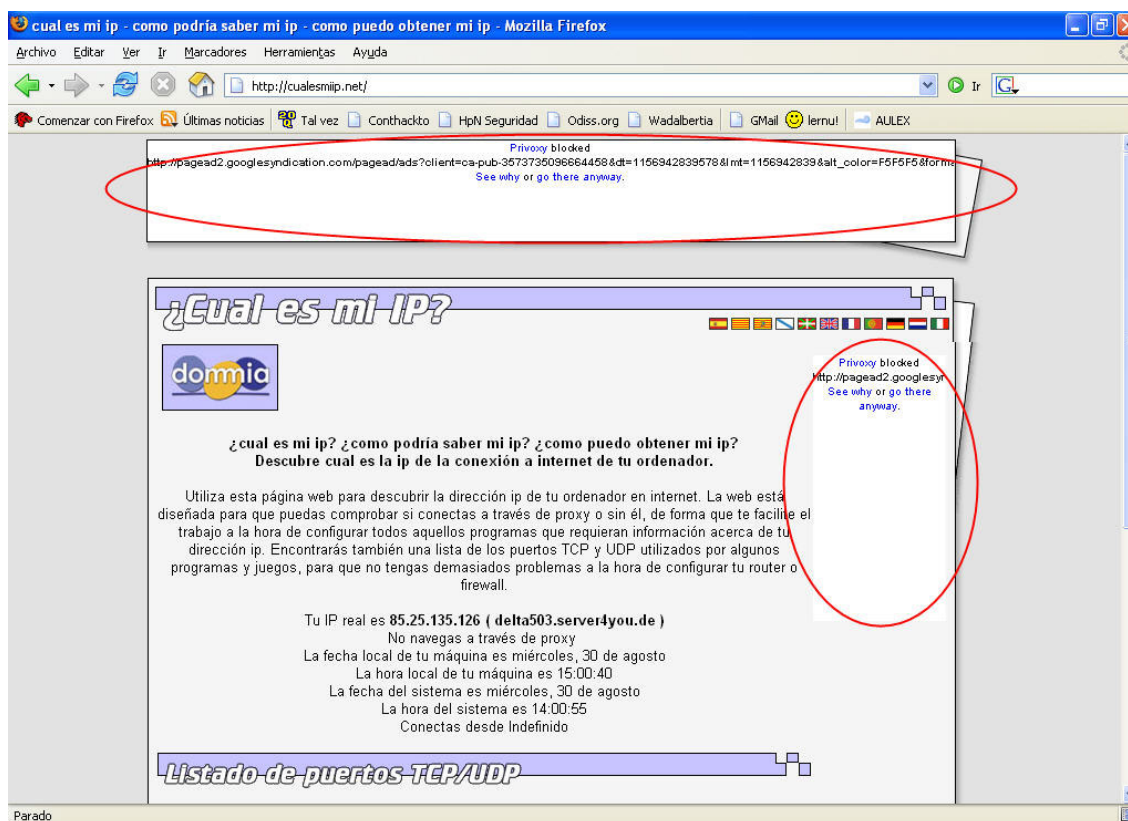 cual es mi ip - como podría saber mi ip - como puedo obtener mi ip - Mozilla Firefox
Archivo Editar Ver Ir Marcadores Herramientas Ayuda
http://cualesmiip.net/ Ir G
Comenzar con Firefox Últimas noticias Tal vez Conthackto HpN Seguridad Odiss.org Wadalbertia GMail lernu! AULEX
Privoxy blocked
http://pagead2.googlesyndication.com/pagead/ads?client=ca-pub-3573735096664458&dt=1156942839578&lmt=1156942839&alt_color=F5F5F5&forma
See why or go there anyway.
¿Cual es mi IP?
dommia
Privoxy blocked
http://pagead2.googlesyn
See why or go there
anyway.
¿cual es mi ip? ¿como podría saber mi ip? ¿como puedo obtener mi ip?
Descubre cual es la ip de la conexión a internet de tu ordenador.
Utiliza esta página web para descubrir la dirección ip de tu ordenador en internet. La web está
diseñada para que puedas comprobar si conectas a través de proxy o sin él, de forma que te facilite el
trabajo a la hora de configurar todos aquellos programas que requieran información acerca de tu
dirección ip. Encontrarás también una lista de los puertos TCP y UDP utilizados por algunos
programas y juegos, para que no tengas demasiados problemas a la hora de configurar tu router o
firewall.
Tu IP real es 85.25.135.126 ( delta503.server4you.de )
No navegas a través de proxy
La fecha local de tu máquina es miércoles, 30 de agosto
La hora local de tu máquina es 15:00:40
La fecha del sistema es miércoles, 30 de agosto
La hora del sistema es 14:00:55
Conectas desde Indefinido
Listado de puertos TCP/UDP
Parado